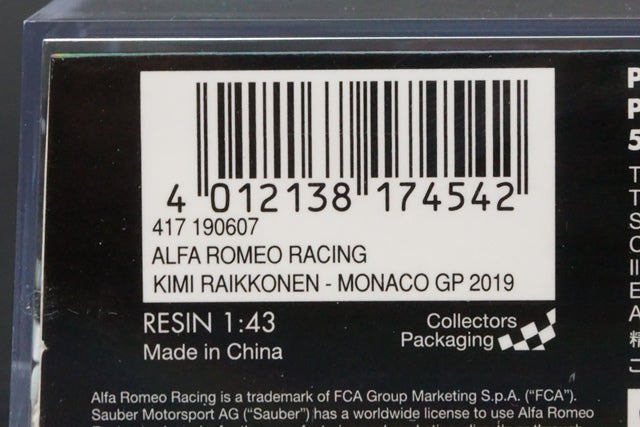 4 012138 174542
417 190607
ALFA ROMEO RACING
KIMI RAIKKONEN - MONACO GP 2019
RESIN 1:43
Made in China
Collectors
Packaging
Alfa Romeo Racing is a trademark of FCA Group Marketing S.p.A. (“FCA”).
Sauber Motorsport AG (“Sauber”) has a worldwide license to use Alfa Romeo